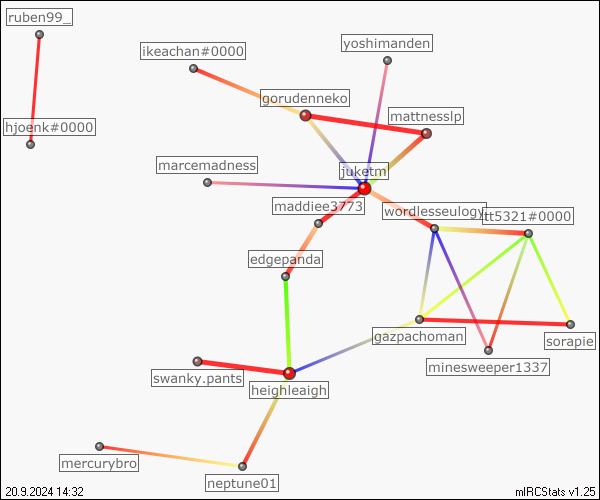 ruben99_
yoshimanden
ikeachan#0000
gorudenneko
mattnesslp
hjoenk#0000
marcemadness
juketm
maddiee3773
wordlesseulogy
tt5321#0000
edgepanda
gazpachoman
sorapie
minesweeper1337
swanky.pants
heighleaigh
mercurybro
neptune01
20.9.2024 14:32
mIRCStats v1.25